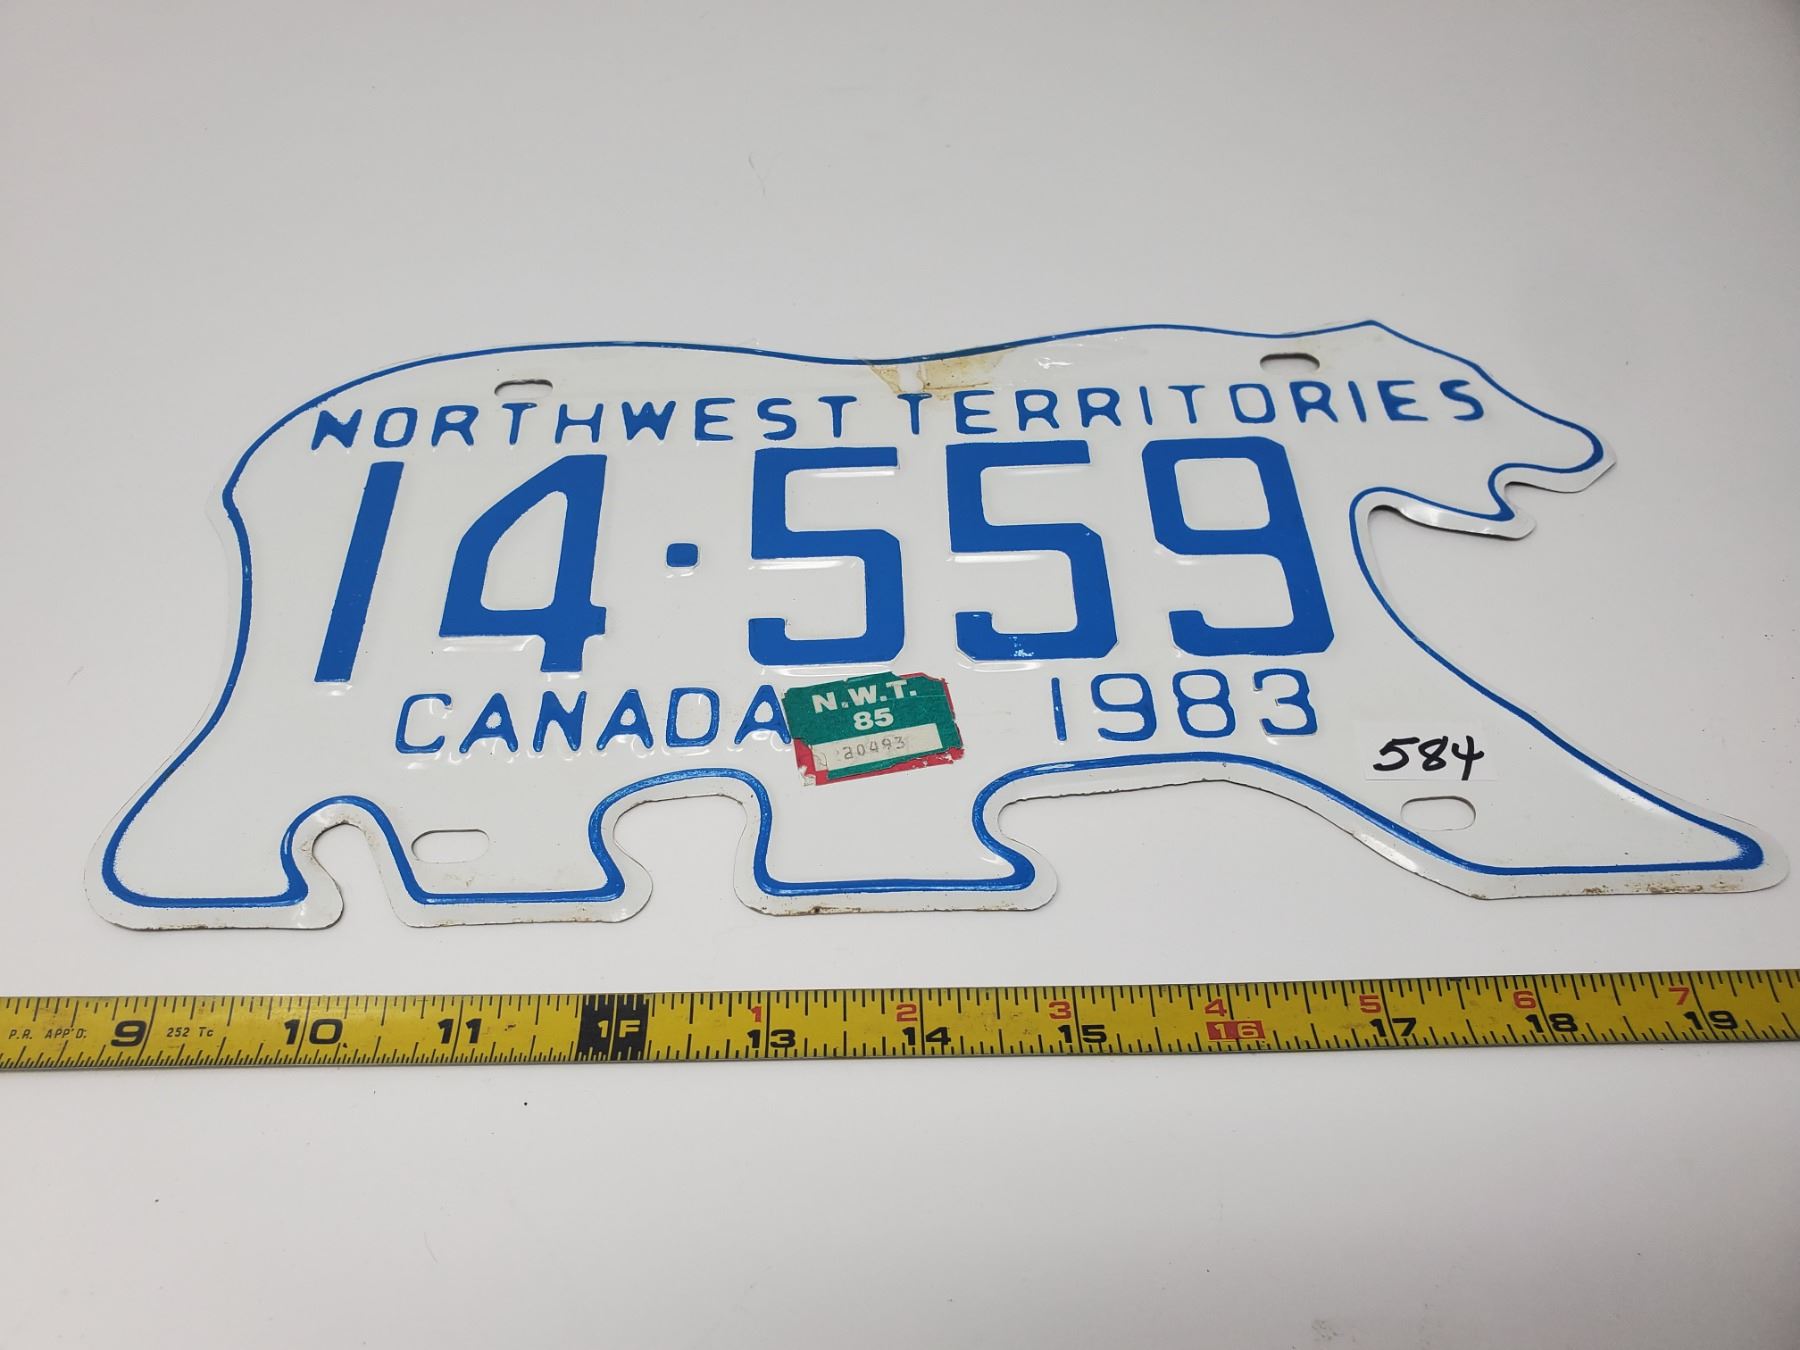 NORTHWEST TERRITORIES
14·559
CANADA 1983
N.W.T.
85
20493
584
1 2 3 4 5 6 7
P.R. APP'D. 9 252 Tc 10 11 1F 13 14 15 16 17 18 19